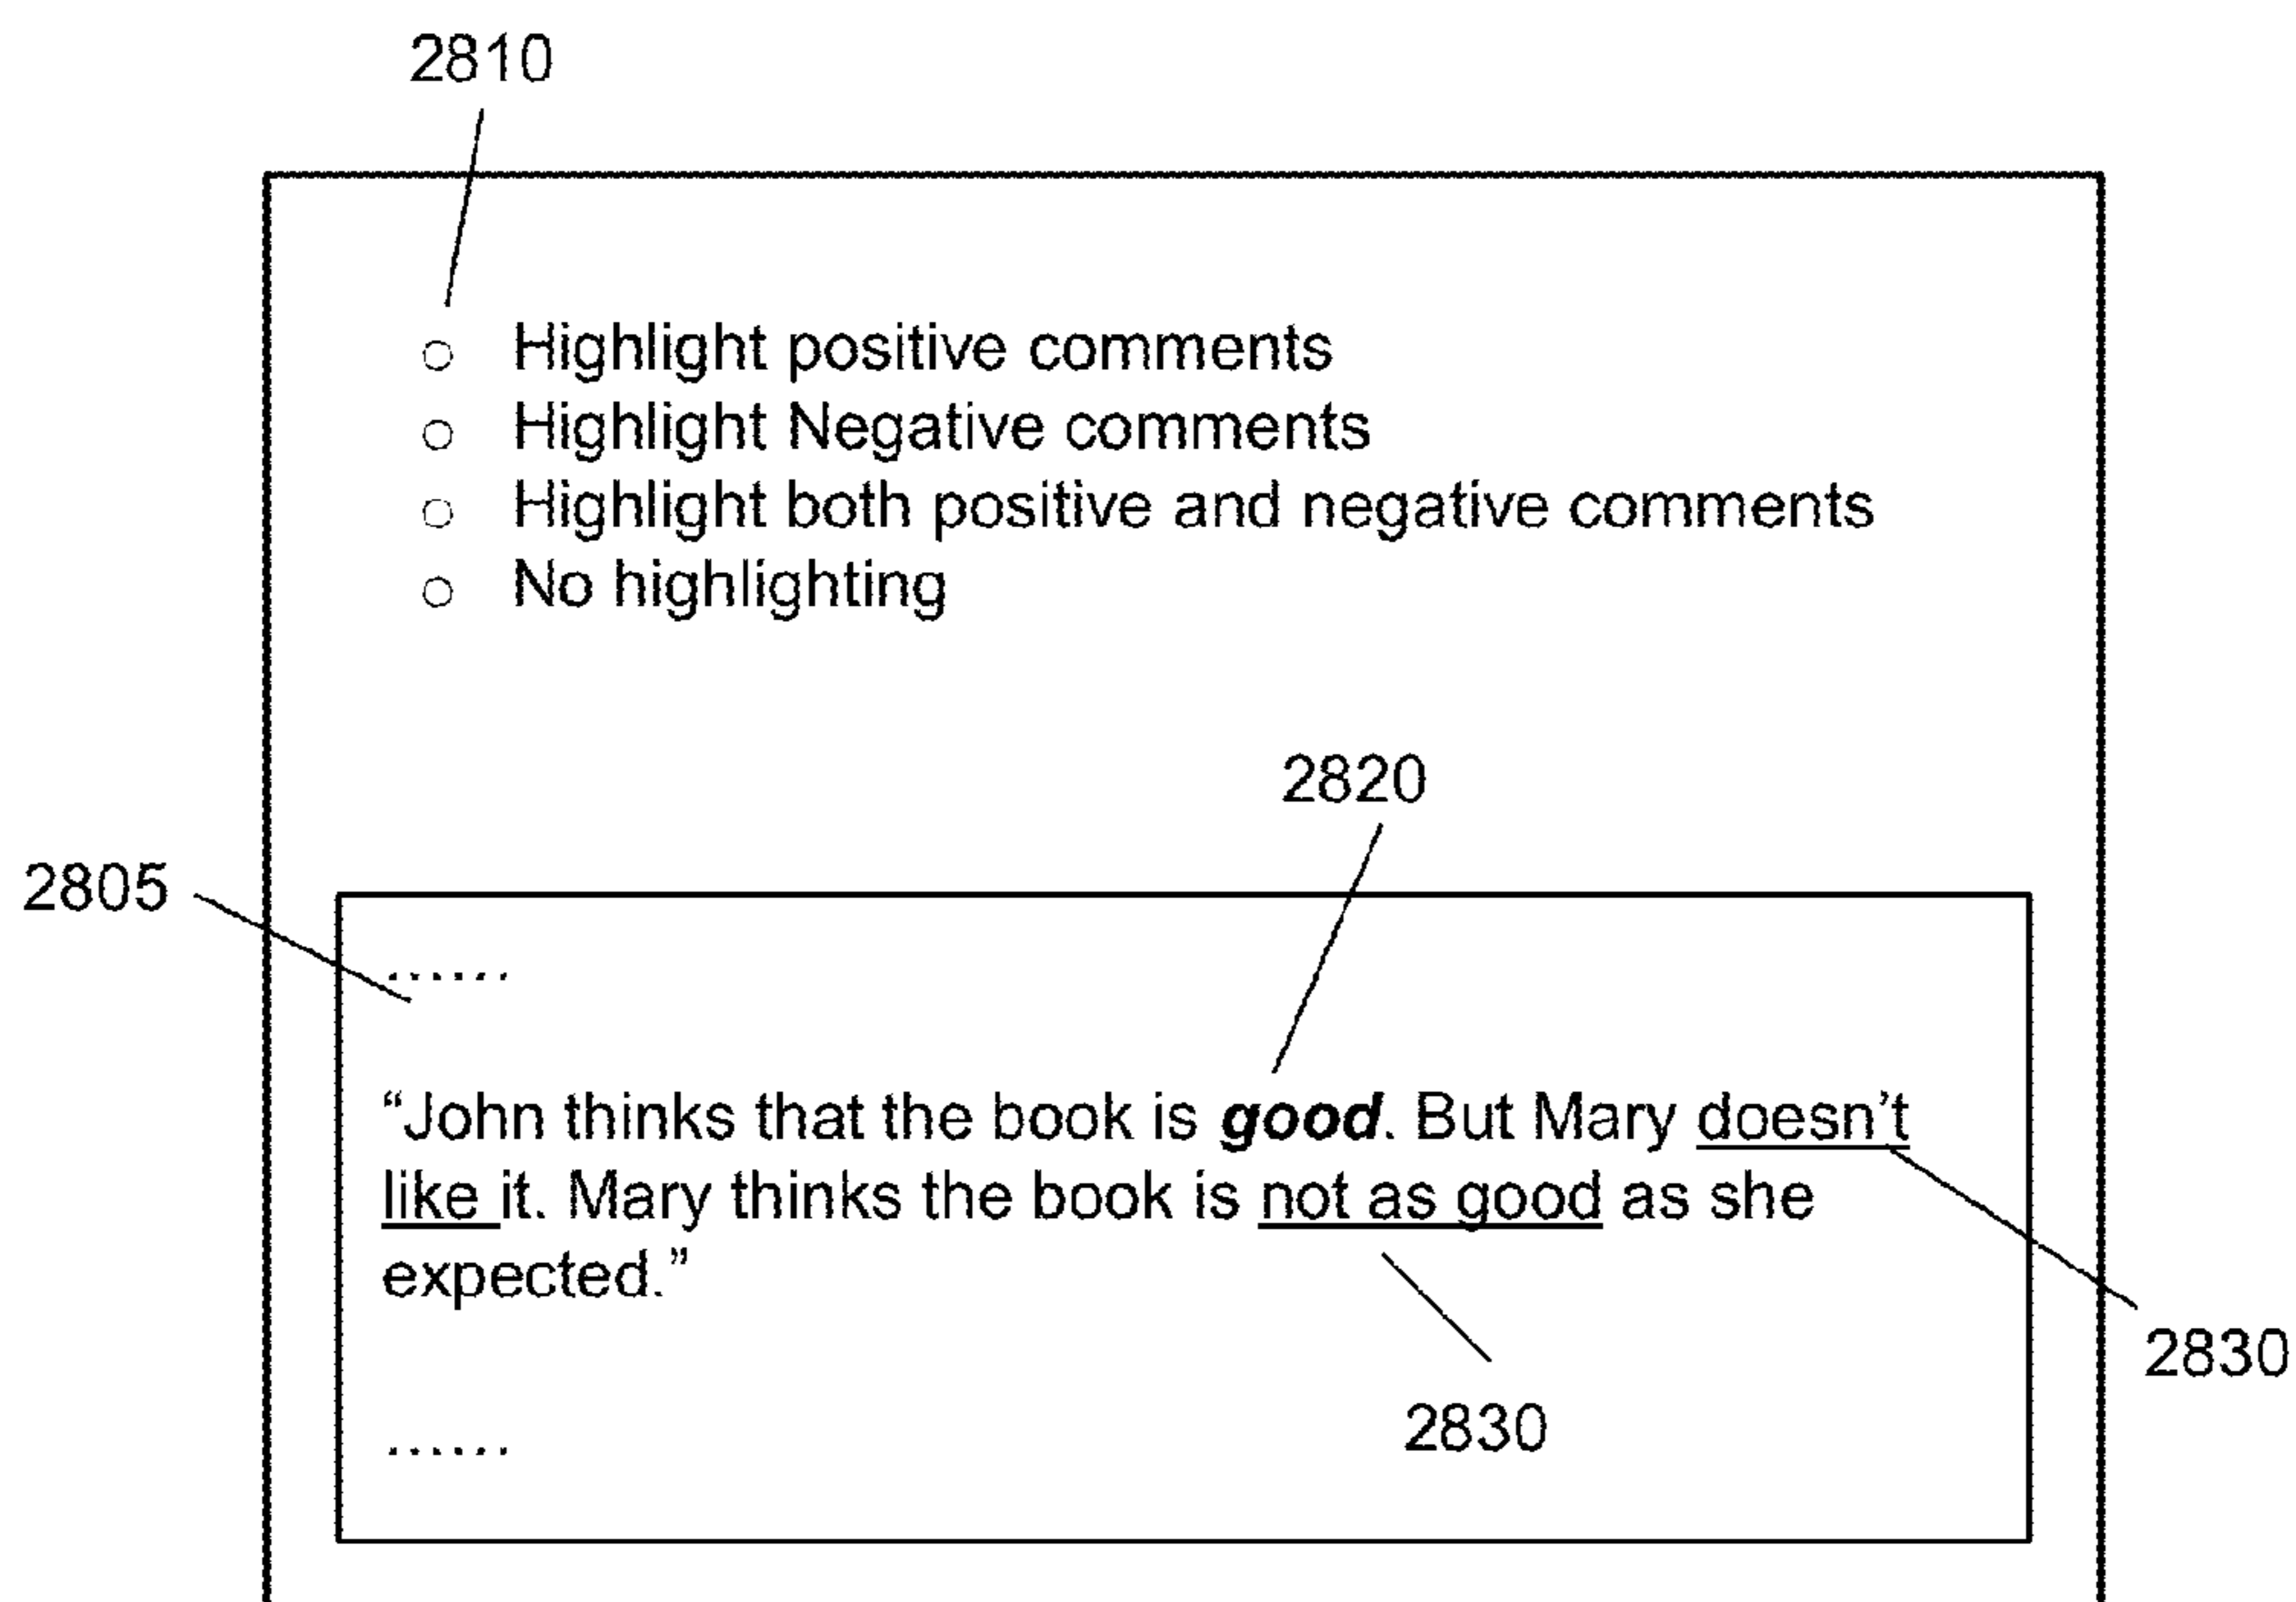 2810
○ Highlight positive comments
○ Highlight Negative comments
○ Highlight both positive and negative comments
○ No highlighting
2820
2805
......
“John thinks that the book is good. But Mary doesn’t
like it. Mary thinks the book is not as good as she
expected.”
2830
2830
......